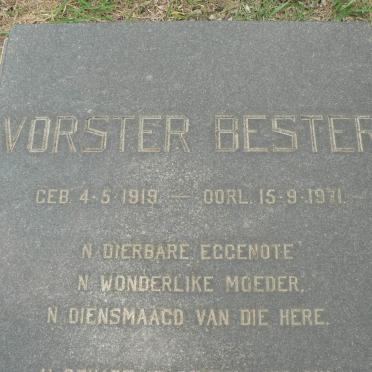 VORSTER BESTER
GEB. 4-5-1919 — OORL. 15-9-1971.
N DIERBARE EGGENOTE
N WONDERLIKE MOEDER,
N DIENSMAAGD VAN DIE HERE.